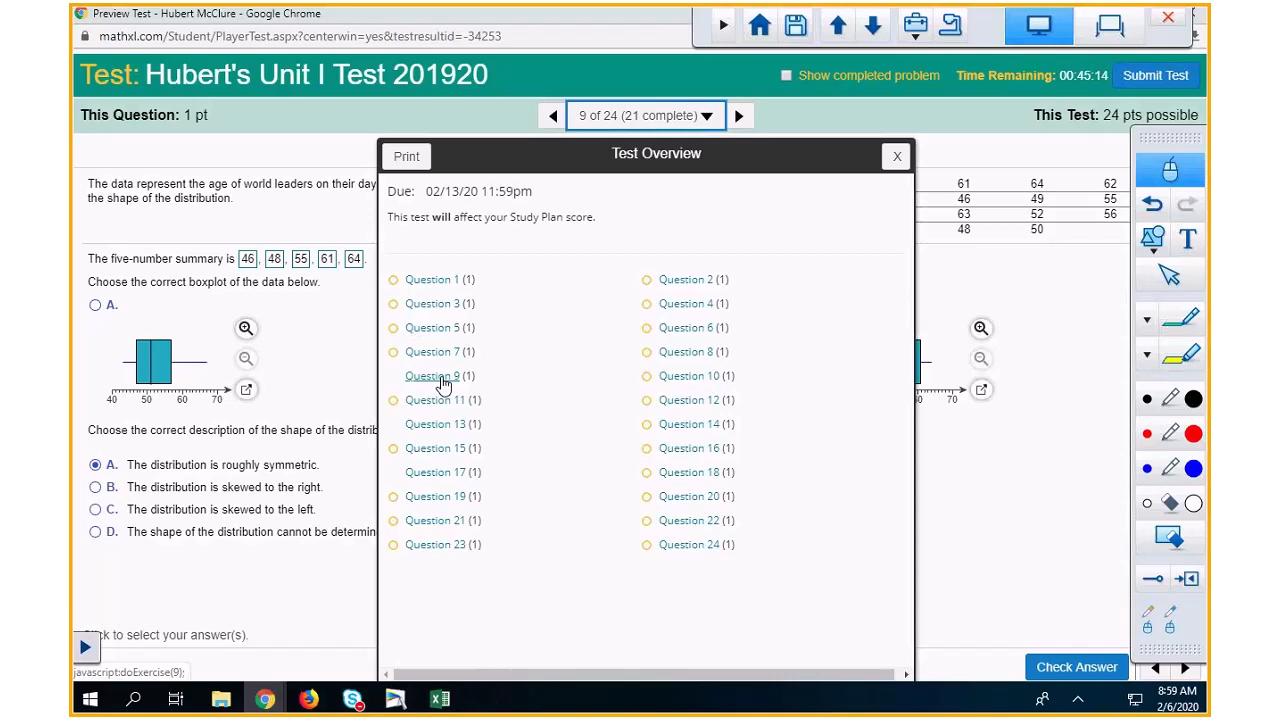 Preview Test - Hubert McClure - Google Chrome
mathxl.com/Student/PlayerTest.aspx?centerwin=yes&testresultid=-34253
Test: Hubert's Unit I Test 201920
Show completed problem
Time Remaining: 00:45:14
Submit Test
This Question: 1 pt
9 of 24 (21 complete)
This Test: 24 pts possible
Print
Test Overview
X
Due: 02/13/20 11:59pm
This test will affect your Study Plan score.
The data represent the age of world leaders on their day
the shape of the distribution.
61 64 62
46 49 55
63 52 56
48 50
The five-number summary is 46, 48, 55, 61, 64.
Choose the correct boxplot of the data below.
A.
40 50 60 70
70
Choose the correct description of the shape of the distrib
A. The distribution is roughly symmetric.
B. The distribution is skewed to the right.
C. The distribution is skewed to the left.
D. The shape of the distribution cannot be determin
Question 1 (1) Question 2 (1)
Question 3 (1) Question 4 (1)
Question 5 (1) Question 6 (1)
Question 7 (1) Question 8 (1)
Question 9 (1) Question 10 (1)
Question 11 (1) Question 12 (1)
Question 13 (1) Question 14 (1)
Question 15 (1) Question 16 (1)
Question 17 (1) Question 18 (1)
Question 19 (1) Question 20 (1)
Question 21 (1) Question 22 (1)
Question 23 (1) Question 24 (1)
T
ck to select your answer(s).
javascript:doExercise(9);
Check Answer
8:59 AM
2/6/2020